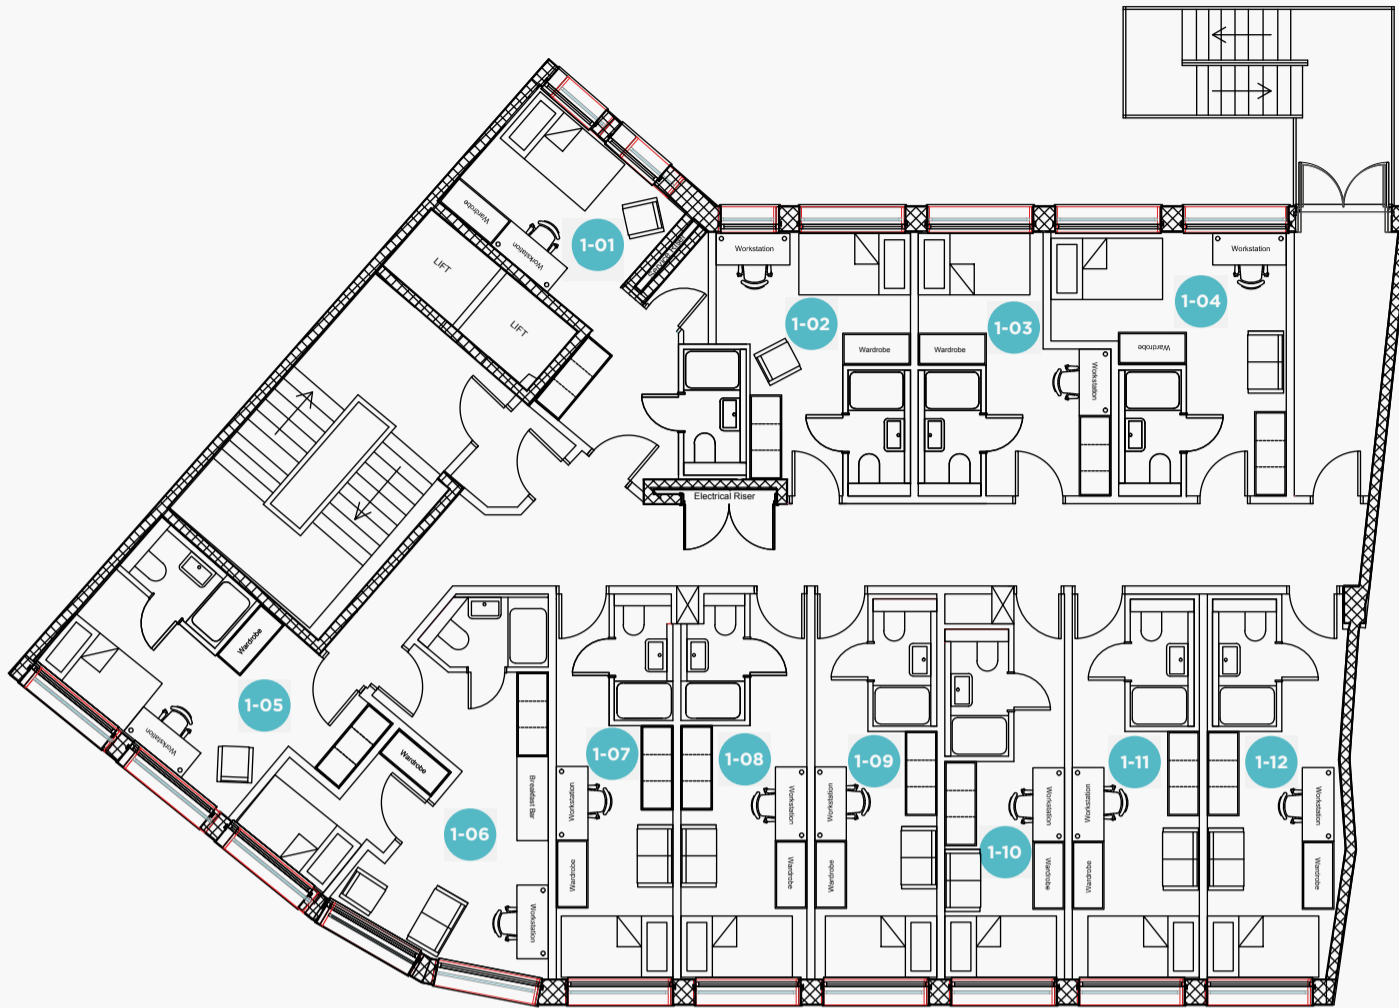 Wardrobe
1-01
Workstation
Service Riser
LIFT
LIFT
Workstation
1-02
Wardrobe
Wardrobe
1-03
Workstation
Workstation
1-04
Wardrobe
Electrical Riser
Wardrobe
1-05
Workstation
Wardrobe
Breakfast Bar
1-06
Workstation
1-07
Workstation
Wardrobe
1-08
Workstation
Wardrobe
1-09
Workstation
Wardrobe
1-10
Workstation
Wardrobe
1-11
Workstation
Wardrobe
1-12
Workstation
Wardrobe